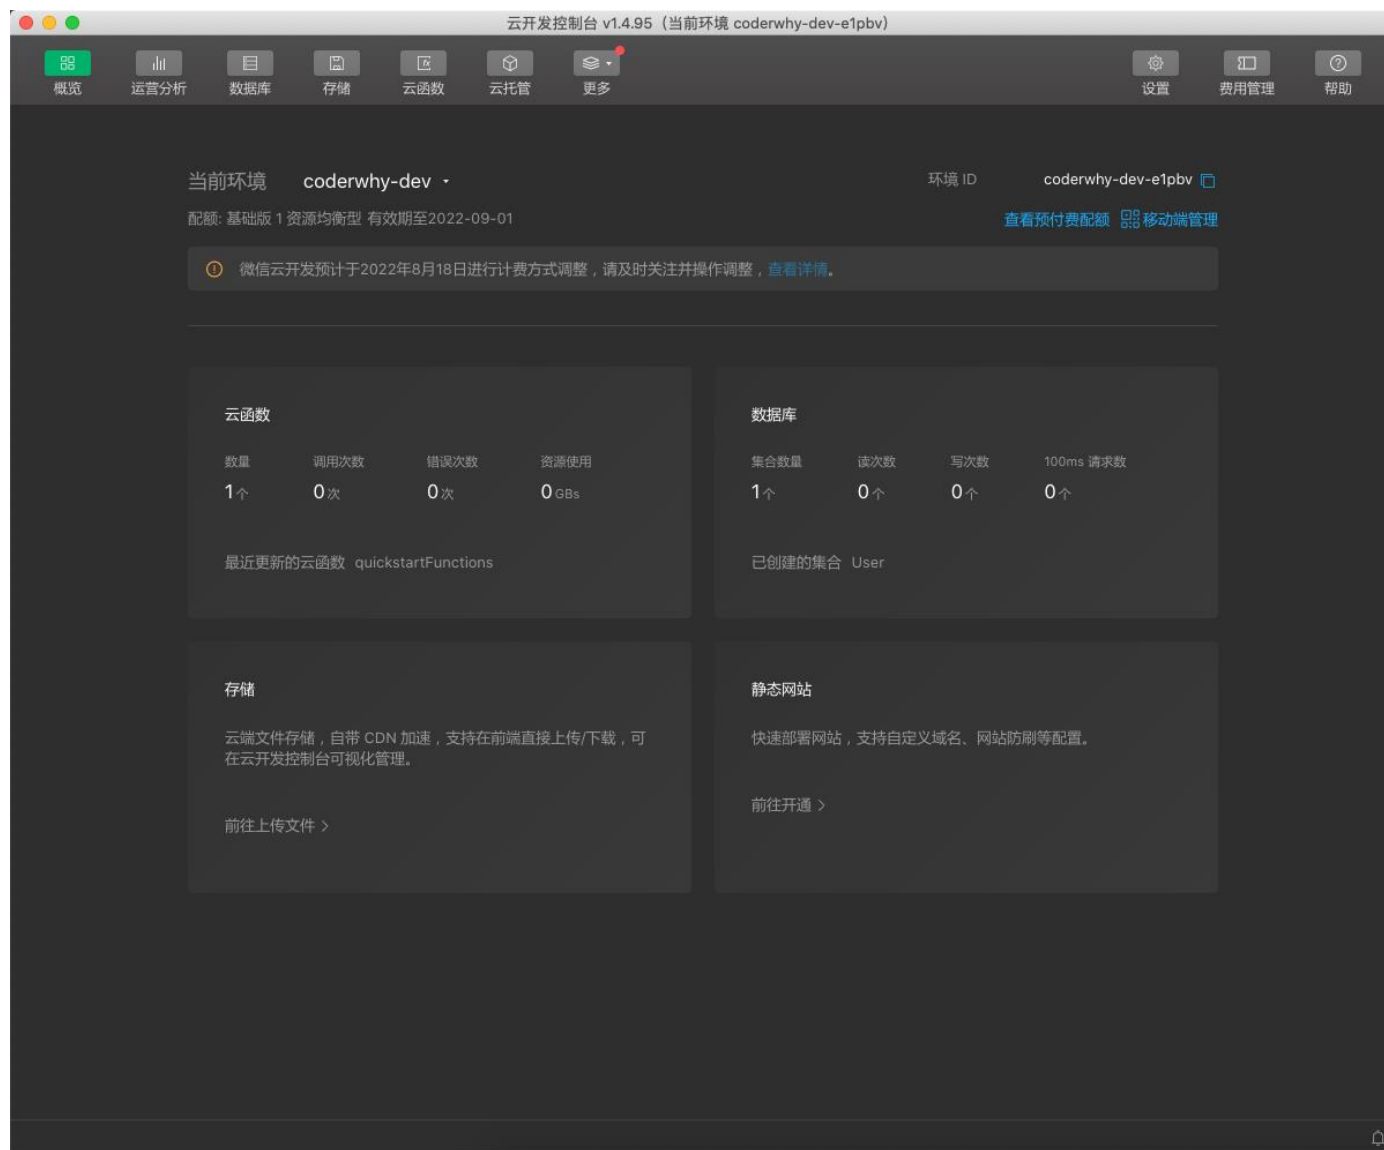 云开发控制台 v1.4.95（当前环境 coderwhy-dev-e1pbv）
概览 运营分析 数据库 存储 云函数 云托管 更多 设置 费用管理 帮助
当前环境 coderwhy-dev 环境 ID coderwhy-dev-e1pbv
配额: 基础版 1 资源均衡型 有效期至2022-09-01 查看预付费配额 移动端管理
微信云开发预计于2022年8月18日进行计费方式调整，请及时关注并操作调整，查看详情。
云函数
数量 调用次数 错误次数 资源使用
1个 0次 0次 0GBs
最近更新的云函数 quickstartFunctions
数据库
集合数量 读次数 写次数 100ms 请求数
1个 0个 0个 0个
已创建的集合 User
存储
云端文件存储，自带 CDN 加速，支持在前端直接上传/下载，可
在云开发控制台可视化管理。
前往上传文件 >
静态网站
快速部署网站，支持自定义域名、网站防刷等配置。
前往开通 >